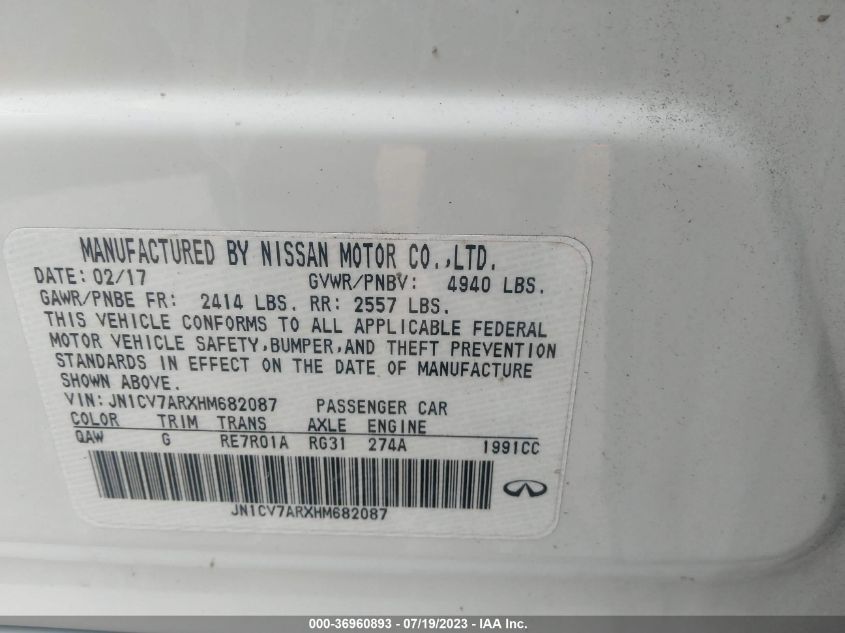 MANUFACTURED BY NISSAN MOTOR CO.,LTD.
DATE: 02/17 GVWR/PNBV: 4940 LBS.
GAWR/PNBE FR: 2414 LBS. RR: 2557 LBS.
THIS VEHICLE CONFORMS TO ALL APPLICABLE FEDERAL
MOTOR VEHICLE SAFETY,BUMPER,AND THEFT PREVENTION
STANDARDS IN EFFECT ON THE DATE OF MANUFACTURE
SHOWN ABOVE.
VIN: JN1CV7ARXHM682087 PASSENGER CAR
COLOR TRIM TRANS AXLE ENGINE
QAW G RE7R01A RG31 274A 1991CC
JN1CV7ARXHM682087
000-36960893 - 07/19/2023 - IAA Inc.